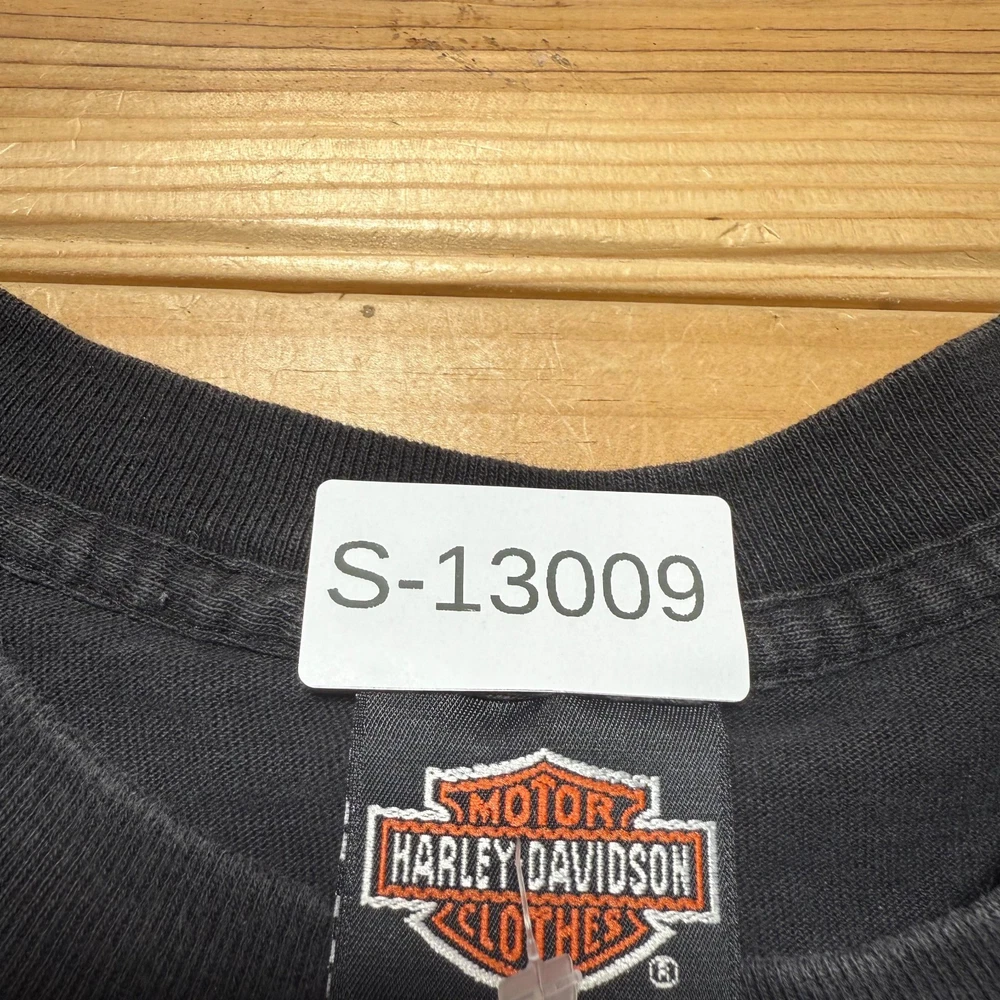 S-13009
MOTOR
HARLEY-DAVIDSON
CLOTHES
®